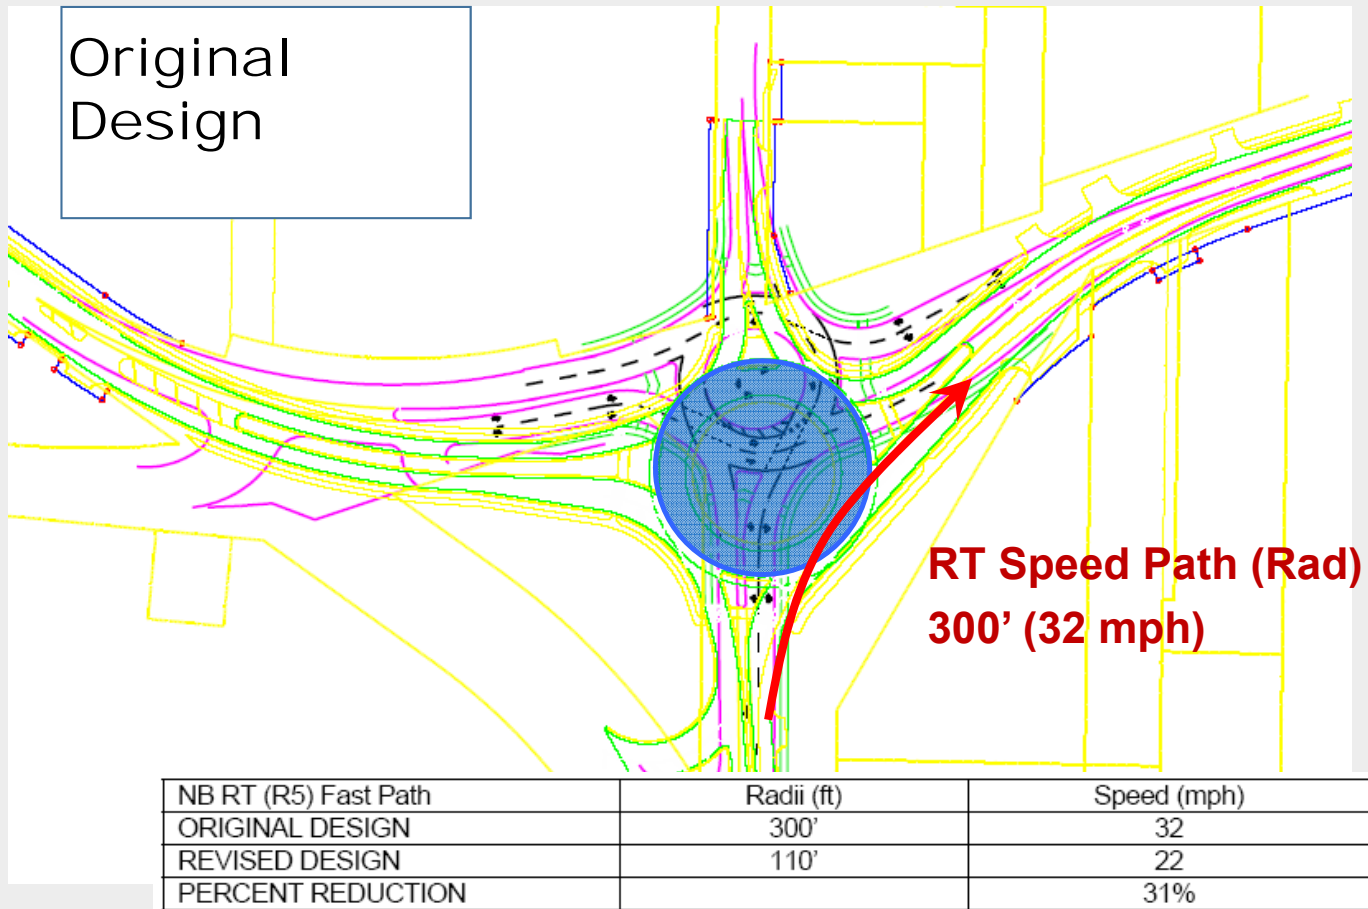 Original
Design
RT Speed Path (Rad)
300’ (32 mph)
NB RT (R5) Fast Path Radii (ft) Speed (mph)
ORIGINAL DESIGN 300’ 32
REVISED DESIGN 110’ 22
PERCENT REDUCTION 31%